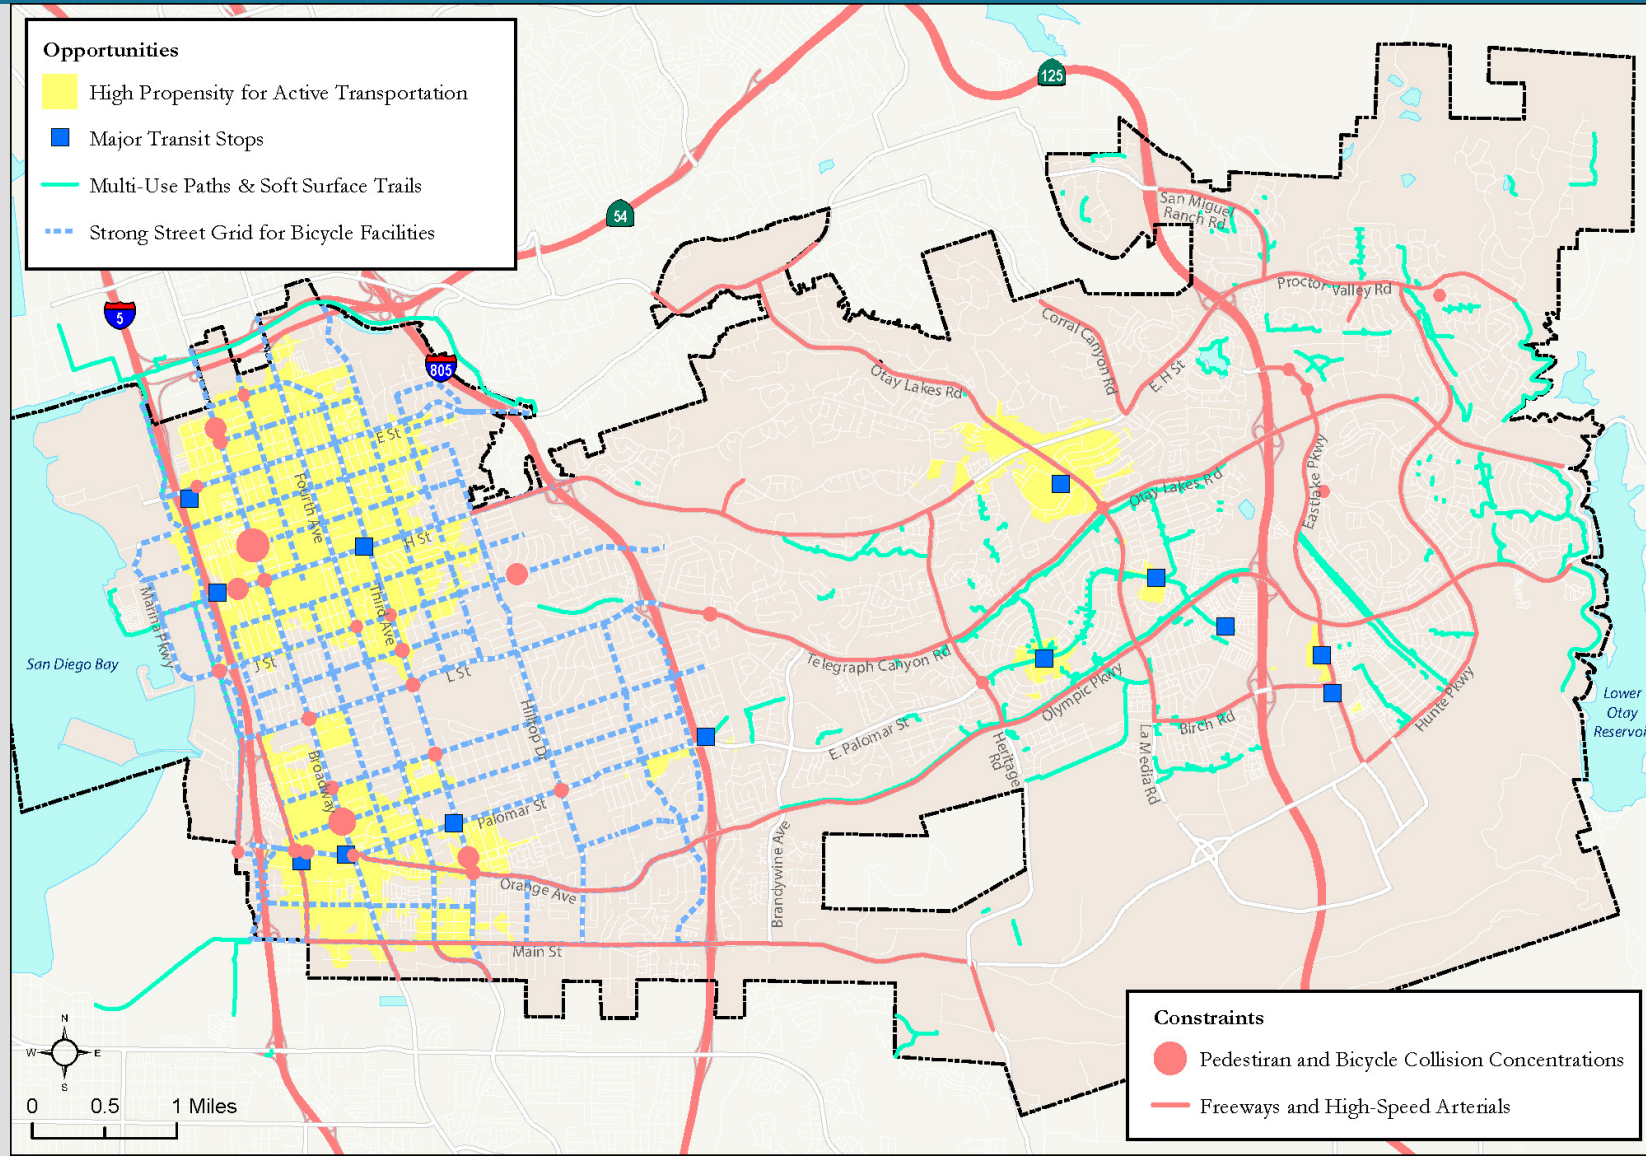 Opportunities
High Propensity for Active Transportation
Major Transit Stops
Multi-Use Paths & Soft Surface Trails
Strong Street Grid for Bicycle Facilities
125
54
San Miguel
Ranch Rd
Proctor Valley Rd
5
805
Corral Canyon Rd
E. H St
Otay Lakes Rd
E St
Fourth Ave
H St
Otay Lakes Rd
Eastlake Pkwy
Marina Pkwy
Third Ave
J St
San Diego Bay
L St
Telegraph Canyon Rd
Hilltop Dr
Olympic Pkwy
Hunte Pkwy
Lower
Otay
Reservoi
Birch Rd
La Media Rd
E. Palomar St
Heritage
Rd
Broadway
Palomar St
Brandywine Ave
Orange Ave
Main St
N
W
E
S
0 0.5 1 Miles
Constraints
Pedestiran and Bicycle Collision Concentrations
Freeways and High-Speed Arterials